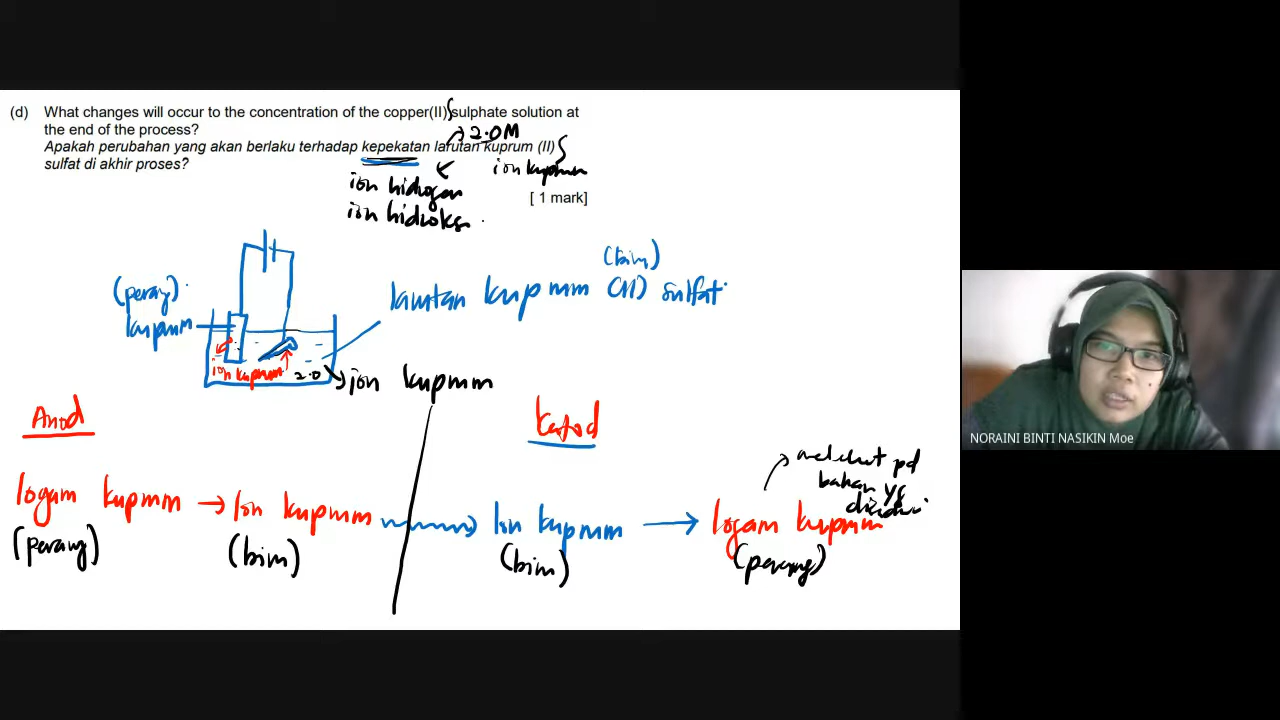 (d) What changes will occur to the concentration of the copper(II) sulphate solution at
the end of the process?
Apakah perubahan yang akan berlaku terhadap kepekatan larutan kuprum (II)
sulfat di akhir proses?
[ 1 mark]
2.0M
ion kuprum
ion hidrogen
ion hidroksi
(biru)
larutan kuprum (II) sulfat
(perang)
kuprum
ion kuprum
2.0
ion kuprum
Anod
Katod
logam kuprum → ion kuprum
(perang) (biru)
Ion kuprum → logam kuprum
(biru) (perang)
melekat pd
bahan yg
NORAINI BINTI NASIKIN Moe